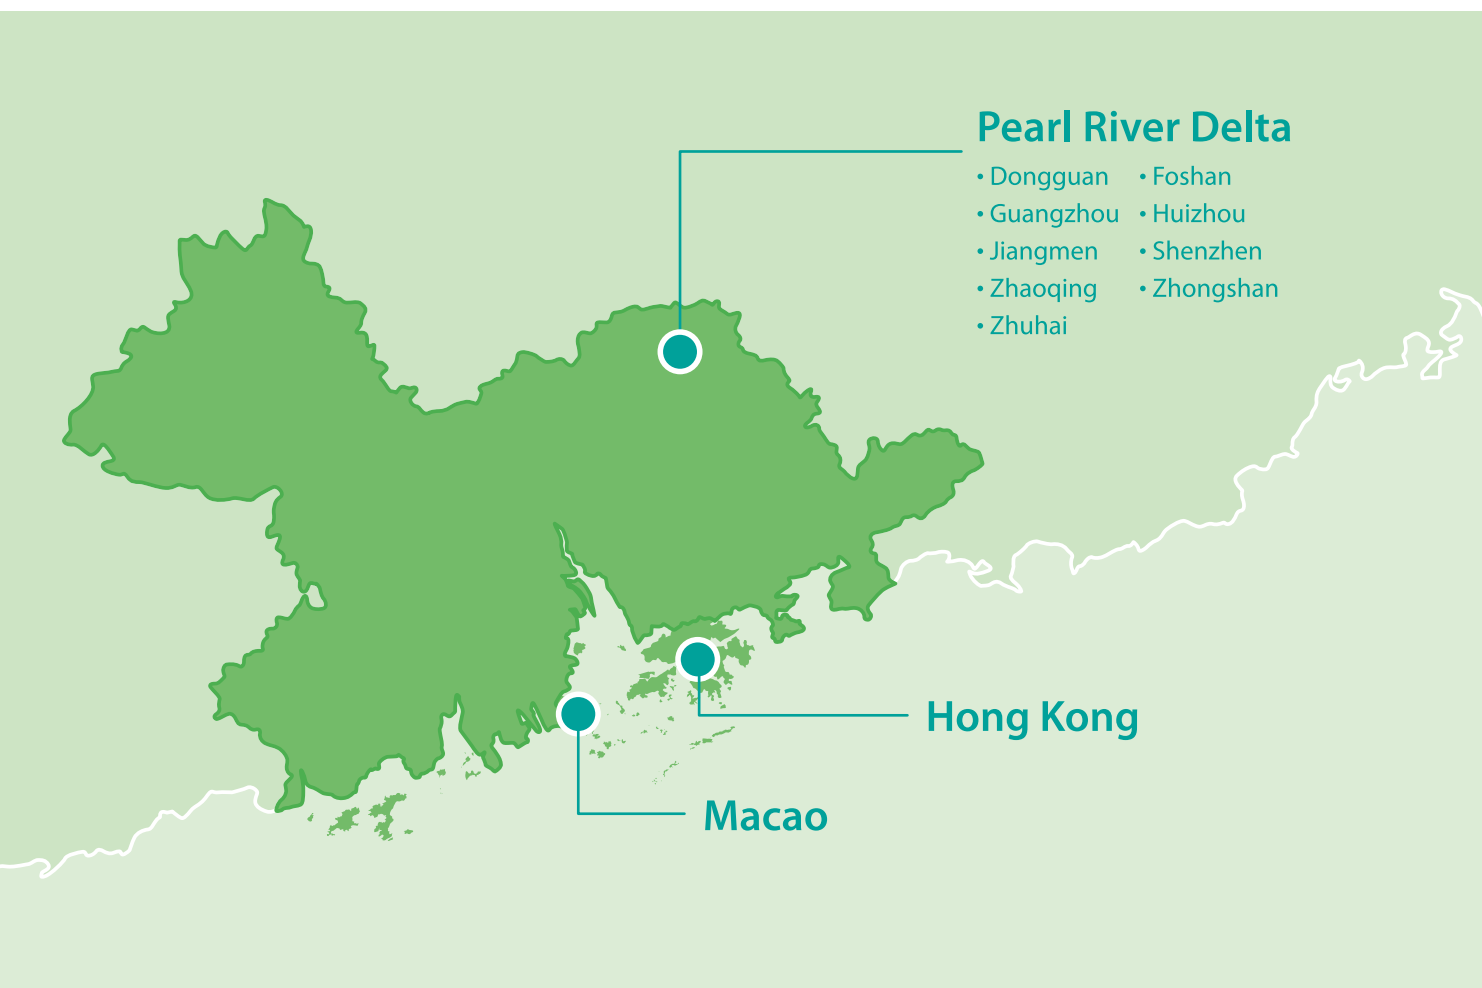 Pearl River Delta
• Dongguan • Foshan
• Guangzhou • Huizhou
• Jiangmen • Shenzhen
• Zhaoqing • Zhongshan
• Zhuhai
Hong Kong
Macao